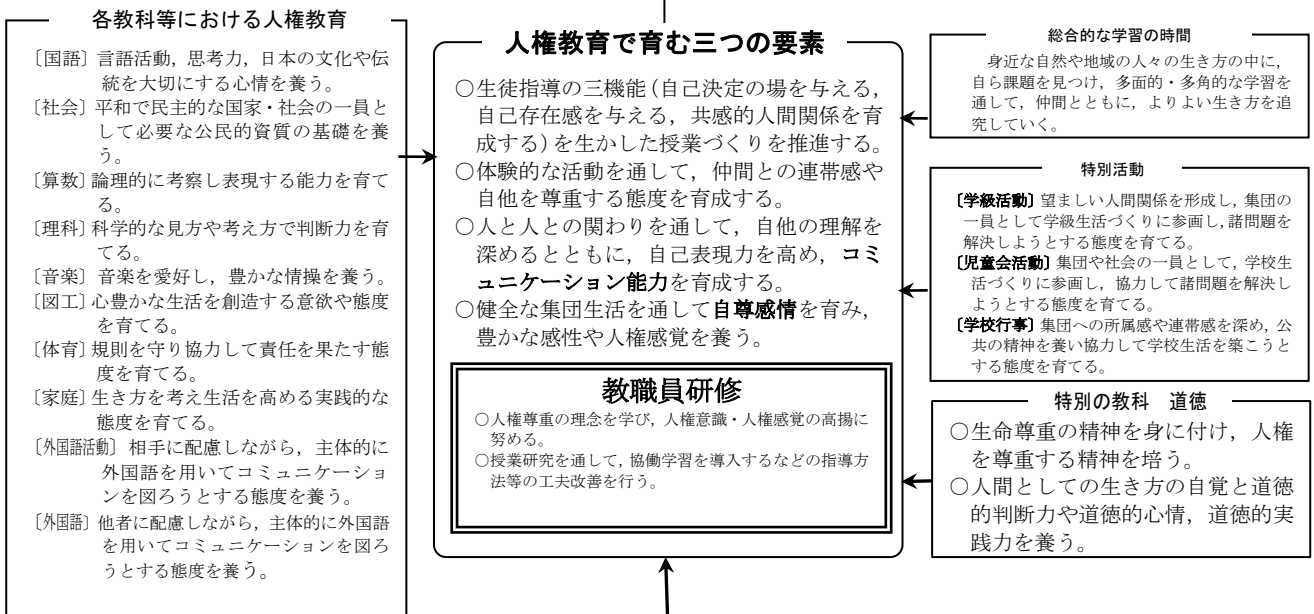 各教科等における人権教育
〔国語〕言語活動，思考力，日本の文化や伝
統を大切にする心情を養う。
〔社会〕平和で民主的な国家・社会の一員と
して必要な公民的資質の基礎を養
う。
〔算数〕論理的に考察し表現する能力を育て
る。
〔理科〕科学的な見方や考え方で判断力を育
てる。
〔音楽〕音楽を愛好し，豊かな情操を養う。
〔図工〕心豊かな生活を創造する意欲や態度
を育てる。
〔体育〕規則を守り協力して責任を果たす態
度を育てる。
〔家庭〕生き方を考え生活を高める実践的な
態度を育てる。
〔外国語活動〕相手に配慮しながら，主体的に
外国語を用いてコミュニケーショ
ンを図ろうとする態度を養う。
〔外国語〕他者に配慮しながら，主体的に外国語
を用いてコミュニケーションを図ろ
うとする態度を養う。
人権教育で育む三つの要素
○生徒指導の三機能（自己決定の場を与える，
自己存在感を与える，共感的人間関係を育
成する）を生かした授業づくりを推進する。
○体験的な活動を通して，仲間との連帯感や
自他を尊重する態度を育成する。
○人と人との関わりを通して，自他の理解を
深めるとともに，自己表現力を高め，コミ
ュニケーション能力を育成する。
○健全な集団生活を通して自尊感情を育み，
豊かな感性や人権感覚を養う。
教職員研修
○人権尊重の理念を学び，人権意識・人権感覚の高揚に
努める。
○授業研究を通して，協働学習を導入するなどの指導方
法等の工夫改善を行う。
総合的な学習の時間
身近な自然や地域の人々の生き方の中に，
自ら課題を見つけ，多面的・多角的な学習を
通して，仲間とともに，よりよい生き方を追
究していく。
特別活動
〔学級活動〕望ましい人間関係を形成し，集団の
一員として学級生活づくりに参画し，諸問題を
解決しようとする態度を育てる。
〔児童会活動〕集団や社会の一員として，学校生
活づくりに参画し，協力して諸問題を解決し
ようとする態度を育てる。
〔学校行事〕集団への所属感や連帯感を深め，公
共の精神を養い協力して学校生活を築こうと
する態度を育てる。
特別の教科　道徳
○生命尊重の精神を身に付け，人権
を尊重する精神を培う。
○人間としての生き方の自覚と道徳
的判断力や道徳的心情，道徳的実
践力を養う。